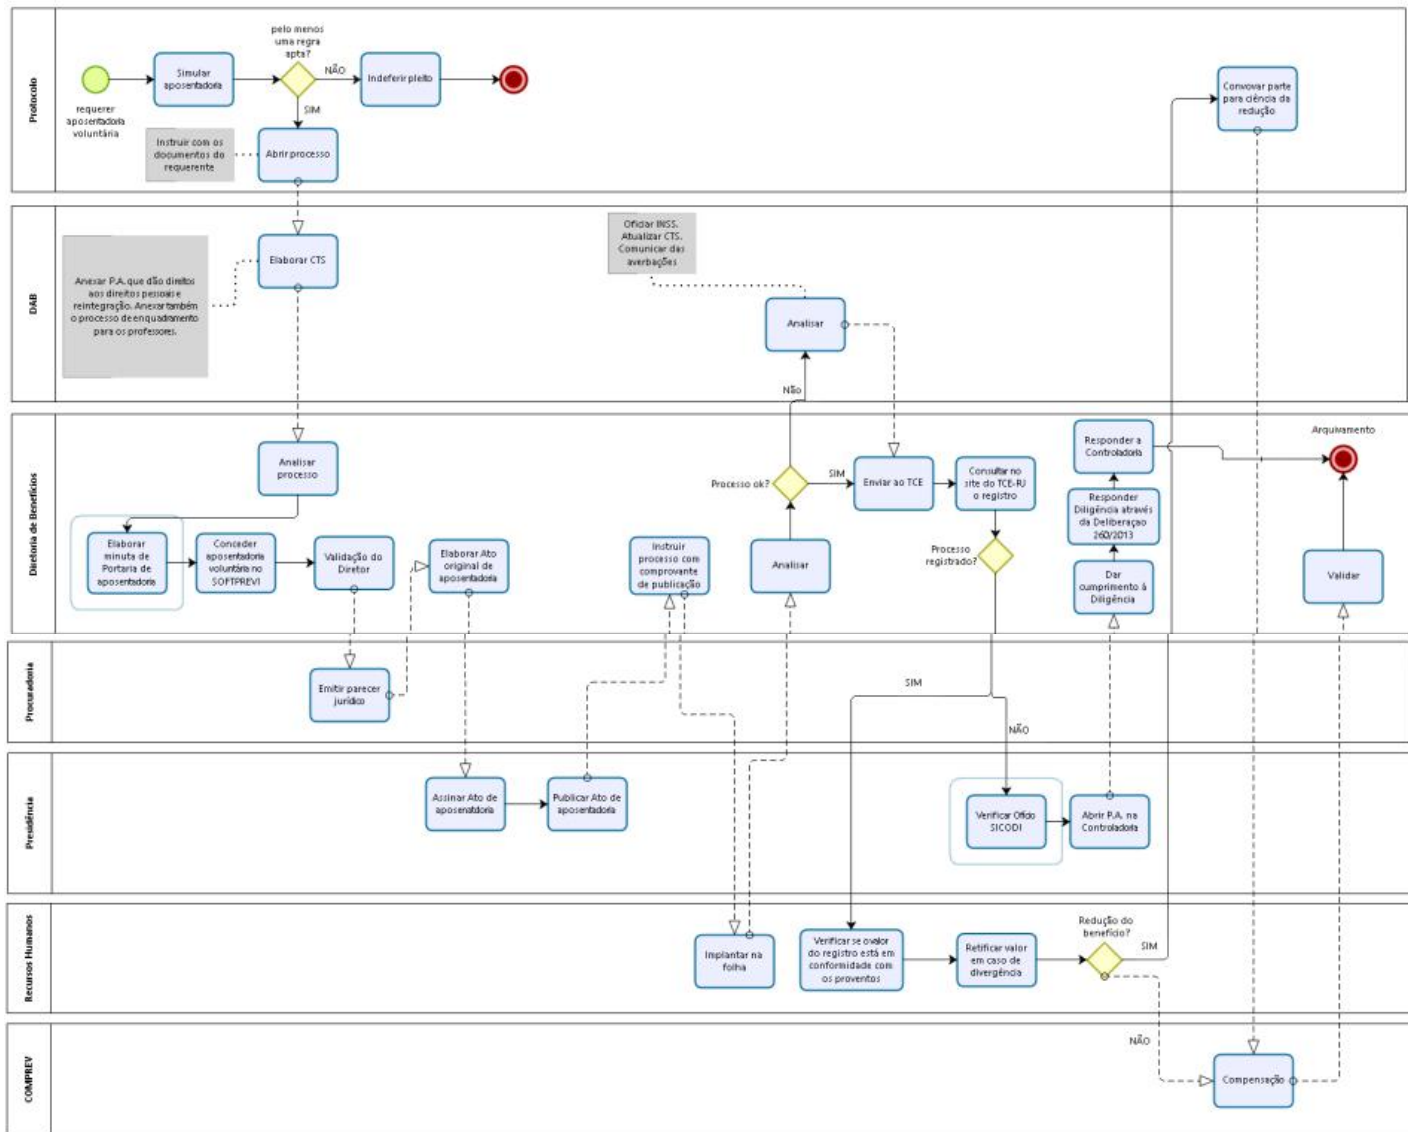 Protocolo
requerer
aposentadoria
voluntária
Simular
aposentadoria
pelo menos
uma regra
apta?
NÃO
SIM
Indeferir pleito
Instruir com os
documentos do
requerente
Abrir processo
Convovar parte
para ciência da
redução
DAB
Anexar P.A. que dão direitos
aos direitos pessoais e
reintegração. Anexar também
o processo de enquadramento
para os professores.
Elaborar CTS
Oficiar INSS.
Atualizar CTS.
Comunicar das
averbações
Analisar
Não
Diretoria de Benefícios
Analisar
processo
Elaborar
minuta de
Portaria de
aposentadoria
Conceder
aposentadoria
voluntária no
SOFTPREVI
Validação do
Diretor
Elaborar Ato
original de
aposentadoria
Instruir
processo com
comprovante
de publicação
Processo ok?
SIM
Analisar
Enviar ao TCE
Consultar no
site do TCE-RJ
o registro
Processo
registrado?
Responder a
Controladoria
Responder
Diligência através
da Deliberaçao
260/2013
Dar
cumprimento à
Diligência
Arquivamento
Validar
Procuradoria
Emitir parecer
jurídico
SIM
NÃO
Presidência
Assinar Ato de
aposenatdoria
Publicar Ato de
aposentadoria
Verificar Ofído
SICODI
Abrir P.A. na
Controladoria
Recursos Humanos
Implantar na
folha
Verificar se ovalor
do registro está em
conformidade com
os proventos
Retificar valor
em caso de
divergência
Redução do
benefício?
SIM
NÃO
COMPREV
Compensação